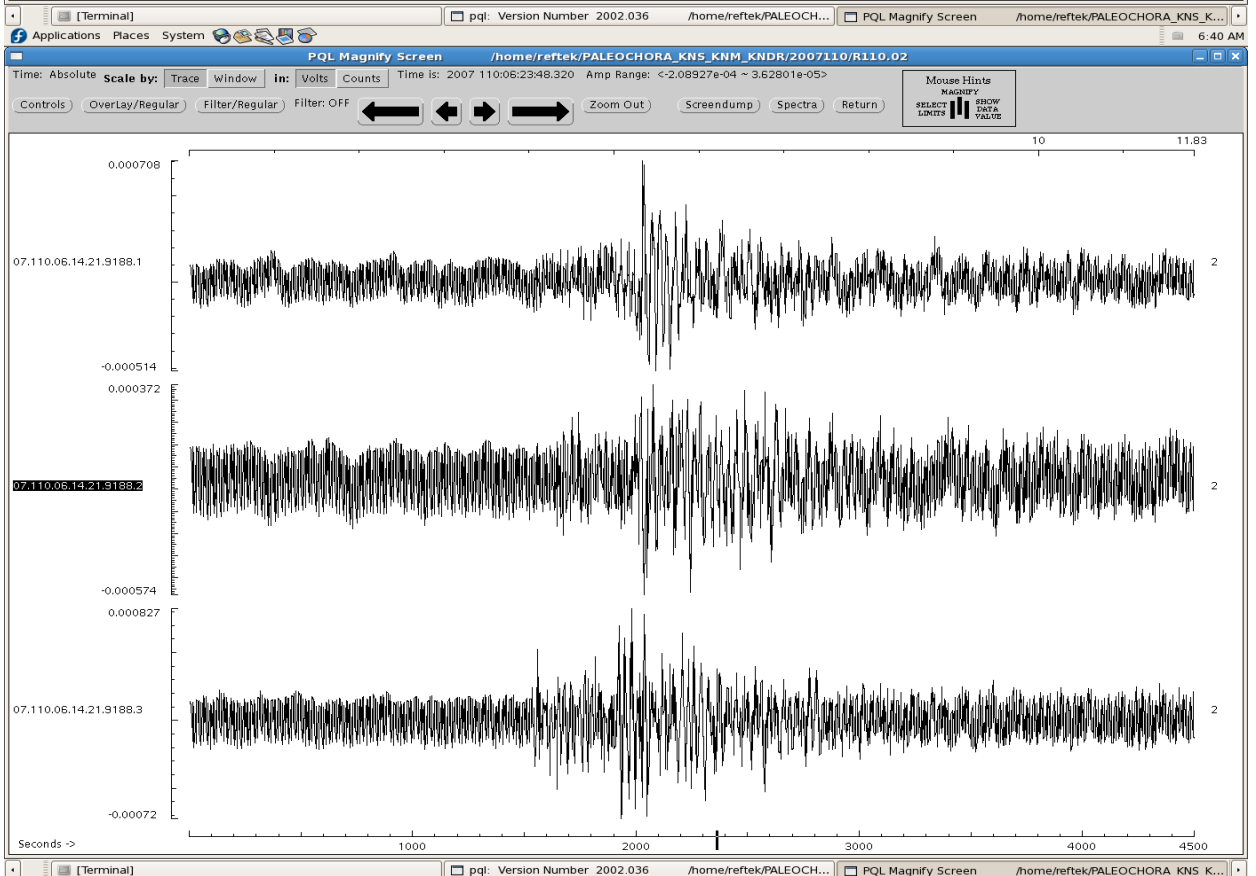 [Terminal] pql: Version Number 2002.036 /home/reftek/PALEOCH... PQL Magnify Screen /home/reftek/PALEOCHORA_KNS_K...
Applications Places System 6:40 AM
PQL Magnify Screen /home/reftek/PALEOCHORA_KNS_KNM_KNDR/2007110/R110.02
Time: Absolute Scale by: Trace Window in: Volts Counts Time is: 2007 110:06:23:48.320 Amp Range: <-2.08927e-04 ~ 3.62801e-05>
Controls OverLay/Regular Filter/Regular Filter: OFF Zoom Out Screendump Spectra Return
Mouse Hints
MAGNIFY
SELECT LIMITS
SHOW DATA VALUE
10 11.83
0.000708
07.110.06.14.21.9188.1 2
-0.000514
0.000372
07.110.06.14.21.9188.2 2
-0.000574
0.000827
07.110.06.14.21.9188.3 2
-0.00072
Seconds -> 1000 2000 3000 4000 4500
[Terminal] pql: Version Number 2002.036 /home/reftek/PALEOCH... PQL Magnify Screen /home/reftek/PALEOCHORA_KNS_K...